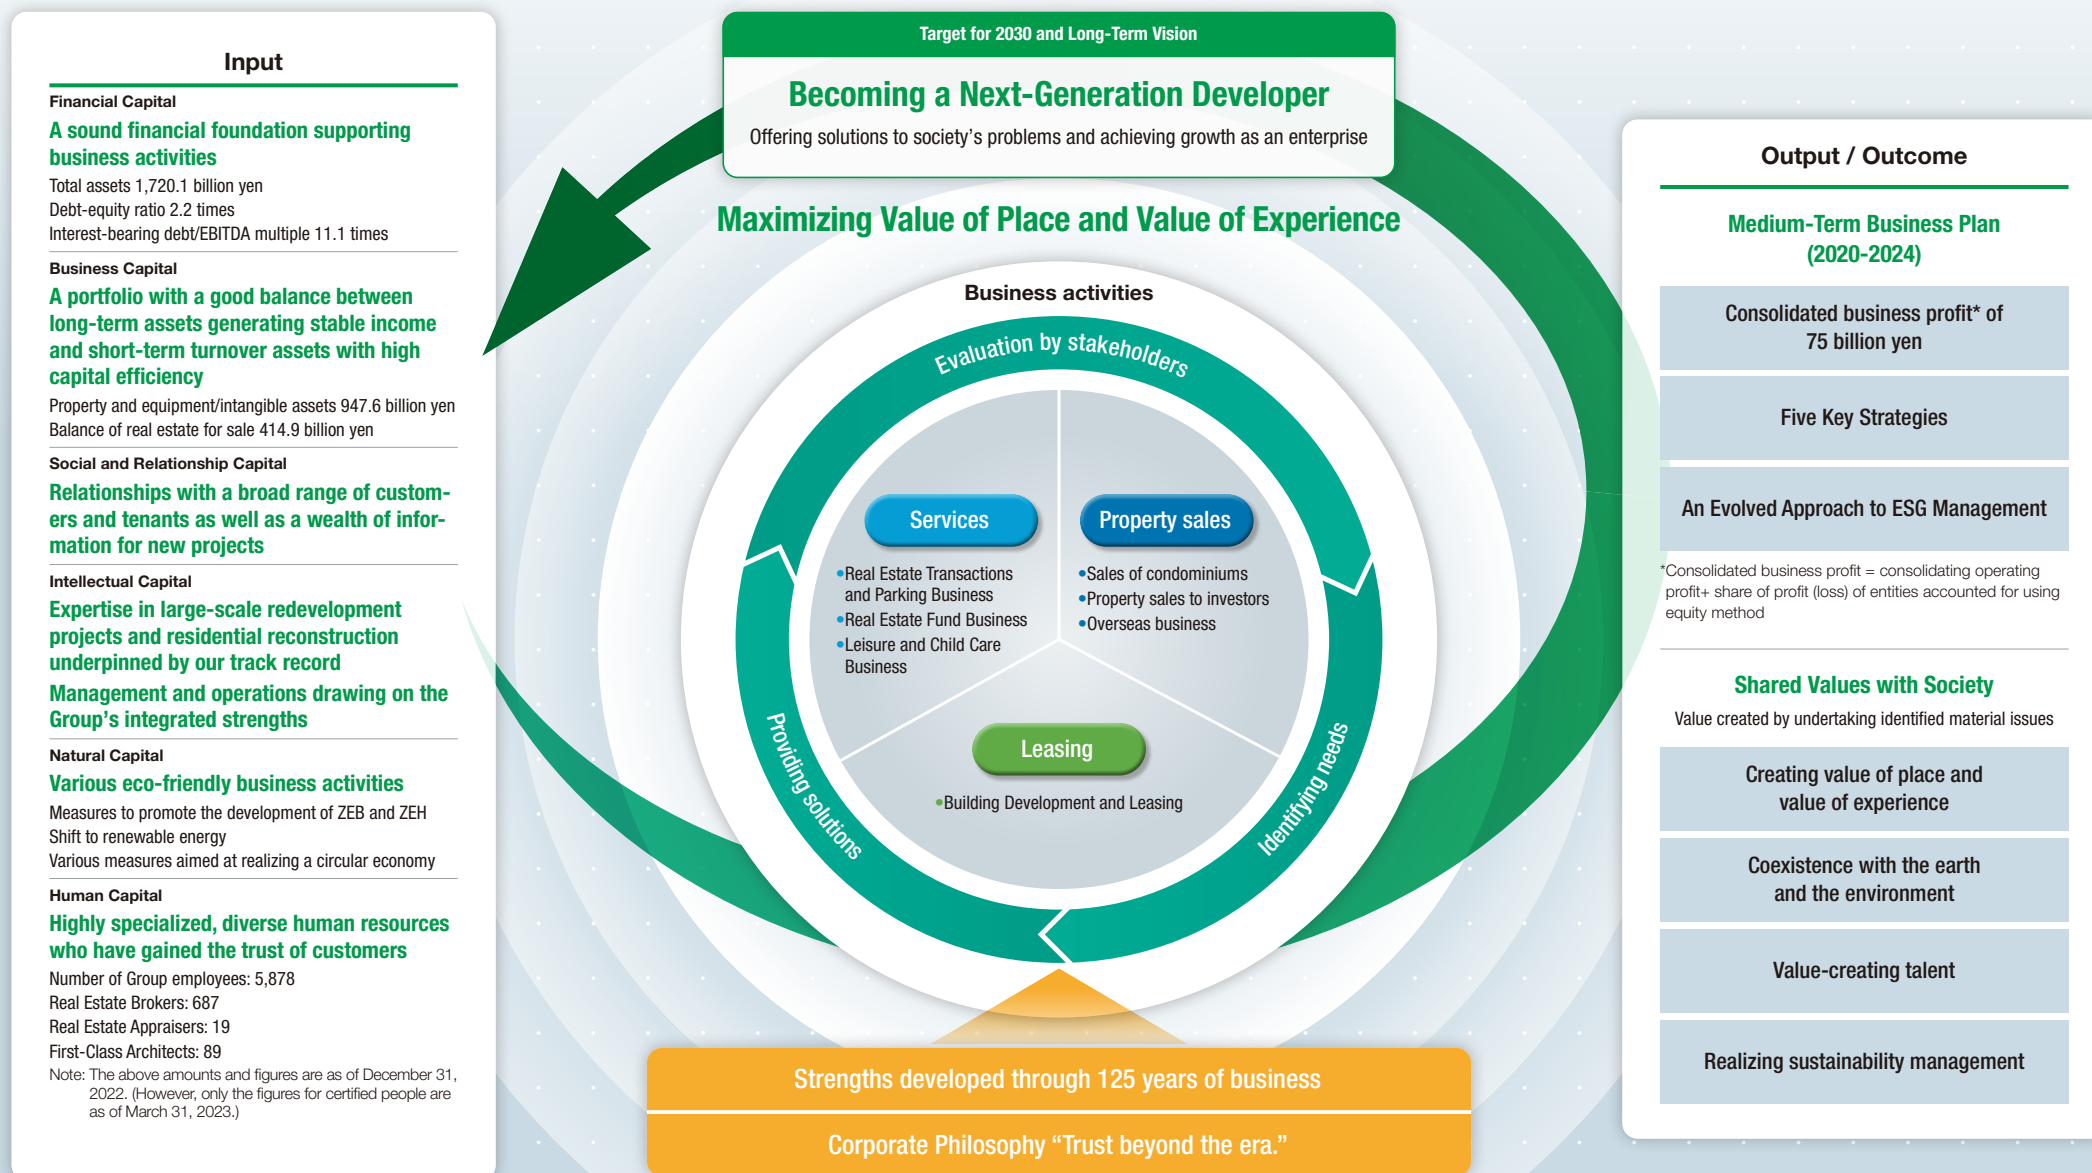 Input
Financial Capital
A sound financial foundation supporting
business activities
Total assets 1,720.1 billion yen
Debt-equity ratio 2.2 times
Interest-bearing debt/EBITDA multiple 11.1 times
Business Capital
A portfolio with a good balance between
long-term assets generating stable income
and short-term turnover assets with high
capital efficiency
Property and equipment/intangible assets 947.6 billion yen
Balance of real estate for sale 414.9 billion yen
Social and Relationship Capital
Relationships with a broad range of custom-
ers and tenants as well as a wealth of infor-
mation for new projects
Intellectual Capital
Expertise in large-scale redevelopment
projects and residential reconstruction
underpinned by our track record
Management and operations drawing on the
Group's integrated strengths
Natural Capital
Various eco-friendly business activities
Measures to promote the development of ZEB and ZEH
Shift to renewable energy
Various measures aimed at realizing a circular economy
Human Capital
Highly specialized, diverse human resources
who have gained the trust of customers
Number of Group employees: 5,878
Real Estate Brokers: 687
Real Estate Appraisers: 19
First-Class Architects: 89
Note: The above amounts and figures are as of December 31,
2022. (However, only the figures for certified people are
as of March 31, 2023.)
Target for 2030 and Long-Term Vision
Becoming a Next-Generation Developer
Offering solutions to society's problems and achieving growth as an enterprise
Maximizing Value of Place and Value of Experience
Business activities
Evaluation by stakeholders
Services
•Real Estate Transactions
and Parking Business
•Real Estate Fund Business
•Leisure and Child Care
Business
Property sales
•Sales of condominiums
•Property sales to investors
•Overseas business
Leasing
•Building Development and Leasing
Providing solutions
Identifying needs
Strengths developed through 125 years of business
Corporate Philosophy “Trust beyond the era.”
Output / Outcome
Medium-Term Business Plan
(2020-2024)
Consolidated business profit* of
75 billion yen
Five Key Strategies
An Evolved Approach to ESG Management
*Consolidated business profit = consolidating operating
profit+ share of profit (loss) of entities accounted for using
equity method
Shared Values with Society
Value created by undertaking identified material issues
Creating value of place and
value of experience
Coexistence with the earth
and the environment
Value-creating talent
Realizing sustainability management